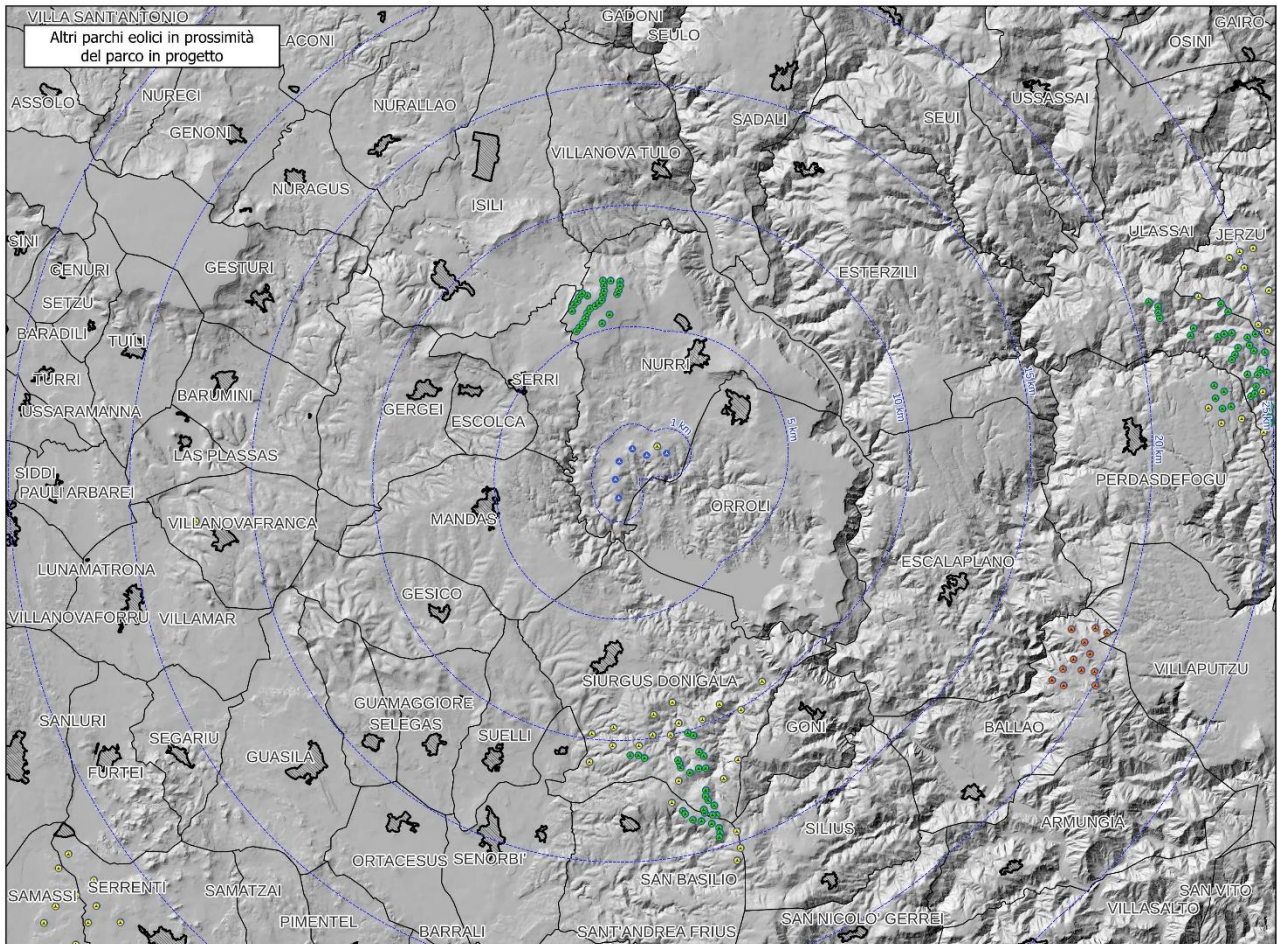 VILLA SANT'ANTONIO
Altri parchi eolici in prossimità
del parco in progetto
LACONI
GADONI
SEULO
GAIRO
OSINI
ASSOLO
NURECI
NURALLAO
USSASSAI
GENONI
SADALI
SEUI
VILLANOVA TULO
NURAGUS
ISILI
ULASSAI
JERZU
SINI
GENURI
GESTURI
ESTERZILI
SETZU
BARADILI
TUILI
NURRI
TURRI
BARUMINI
SERRI
GERGEI
15 km
USSARAMANNA
ESCOLCA
10 km
25 km
1 km
5 km
LAS PLASSAS
20 km
SIDDI
PAULI ARBAREI
PERDASDEFOGU
VILLANOVAFRANCA
MANDAS
ORROLI
LUNAMATRONA
ESCALAPLANO
GESICO
VILLANOVAFORRU
VILLAMAR
VILLAPUTZU
SIURGUS DONIGALA
GUAMAGGIORE
SELEGAS
SANLURI
GONI
BALLAO
SEGARIU
SUELLI
GUASILA
FURTEI
ARMUNGIA
SILIUS
ORTACESUS
SENORBI'
SAN BASILIO
SERRENTI
SAMATZAI
SAMASSI
SAN VITO
VILLASALTO
PIMENTEL
BARRALI
SANT'ANDREA FRIUS
SAN NICOLO' GERREI